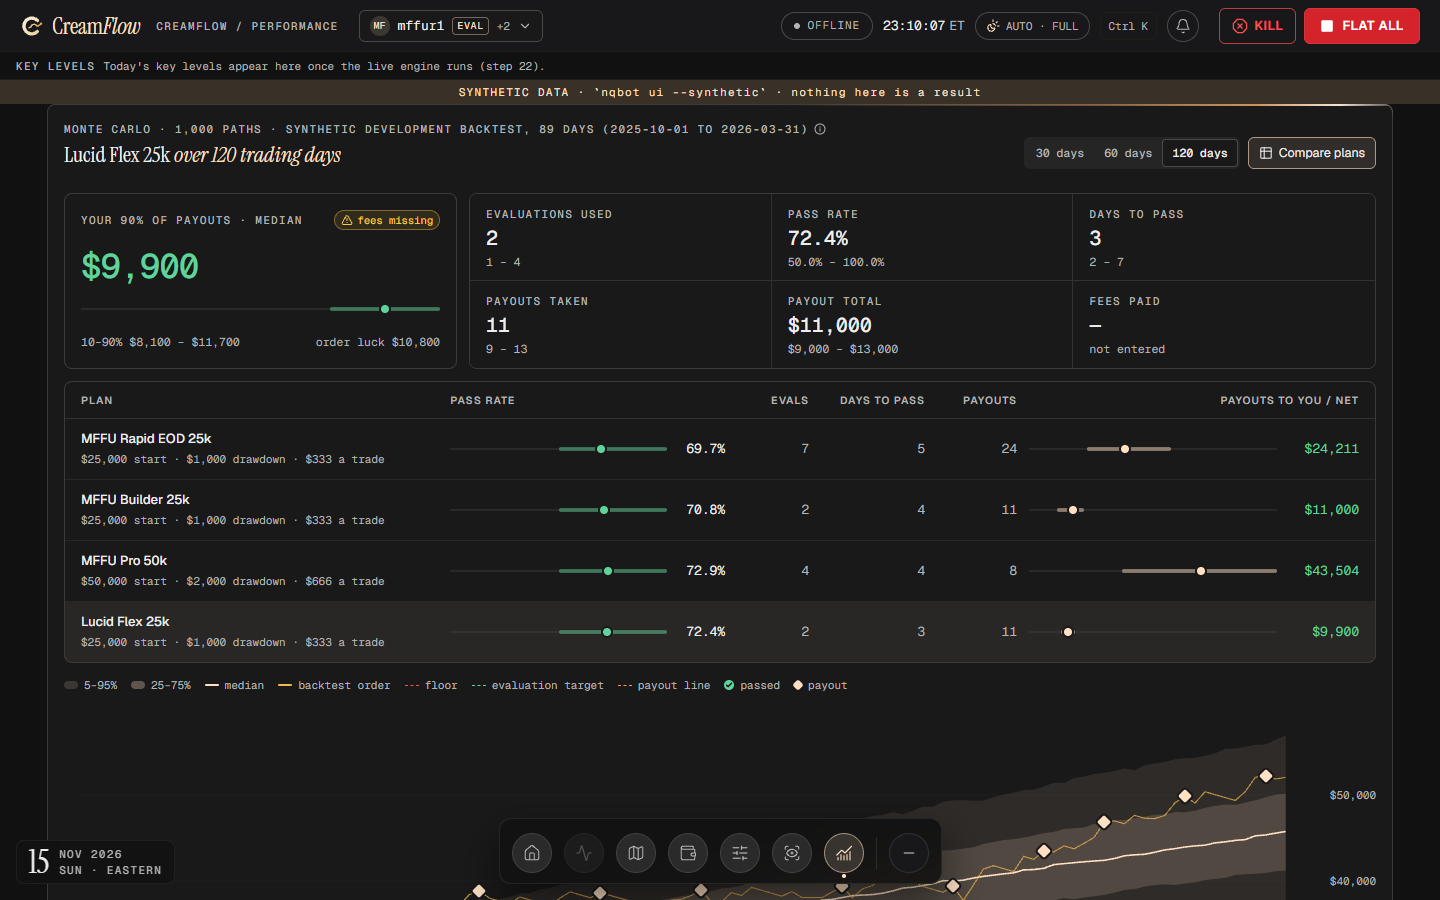 CreamFlow CREAMFLOW / PERFORMANCE MF mffur1 EVAL +2 OFFLINE 23:10:07 ET AUTO · FULL Ctrl K KILL FLAT ALL
KEY LEVELS Today's key levels appear here once the live engine runs (step 22).
SYNTHETIC DATA · `nqbot ui --synthetic` · nothing here is a result
MONTE CARLO · 1,000 PATHS · SYNTHETIC DEVELOPMENT BACKTEST, 89 DAYS (2025-10-01 TO 2026-03-31)
Lucid Flex 25k over 120 trading days
30 days 60 days 120 days Compare plans
YOUR 90% OF PAYOUTS · MEDIAN fees missing
$9,900
10–90% $8,100 – $11,700 order luck $10,800
EVALUATIONS USED
2
1 – 4
PASS RATE
72.4%
50.0% – 100.0%
DAYS TO PASS
3
2 – 7
PAYOUTS TAKEN
11
9 – 13
PAYOUT TOTAL
$11,000
$9,000 – $13,000
FEES PAID
—
not entered
PLAN PASS RATE EVALS DAYS TO PASS PAYOUTS PAYOUTS TO YOU / NET
MFFU Rapid EOD 25k
$25,000 start · $1,000 drawdown · $333 a trade
69.7% 7 5 24 $24,211
MFFU Builder 25k
$25,000 start · $1,000 drawdown · $333 a trade
70.8% 2 4 11 $11,000
MFFU Pro 50k
$50,000 start · $2,000 drawdown · $666 a trade
72.9% 4 4 8 $43,504
Lucid Flex 25k
$25,000 start · $1,000 drawdown · $333 a trade
72.4% 2 3 11 $9,900
5–95% 25–75% median backtest order floor evaluation target payout line passed payout
$50,000
$40,000
15 NOV 2026
SUN · EASTERN